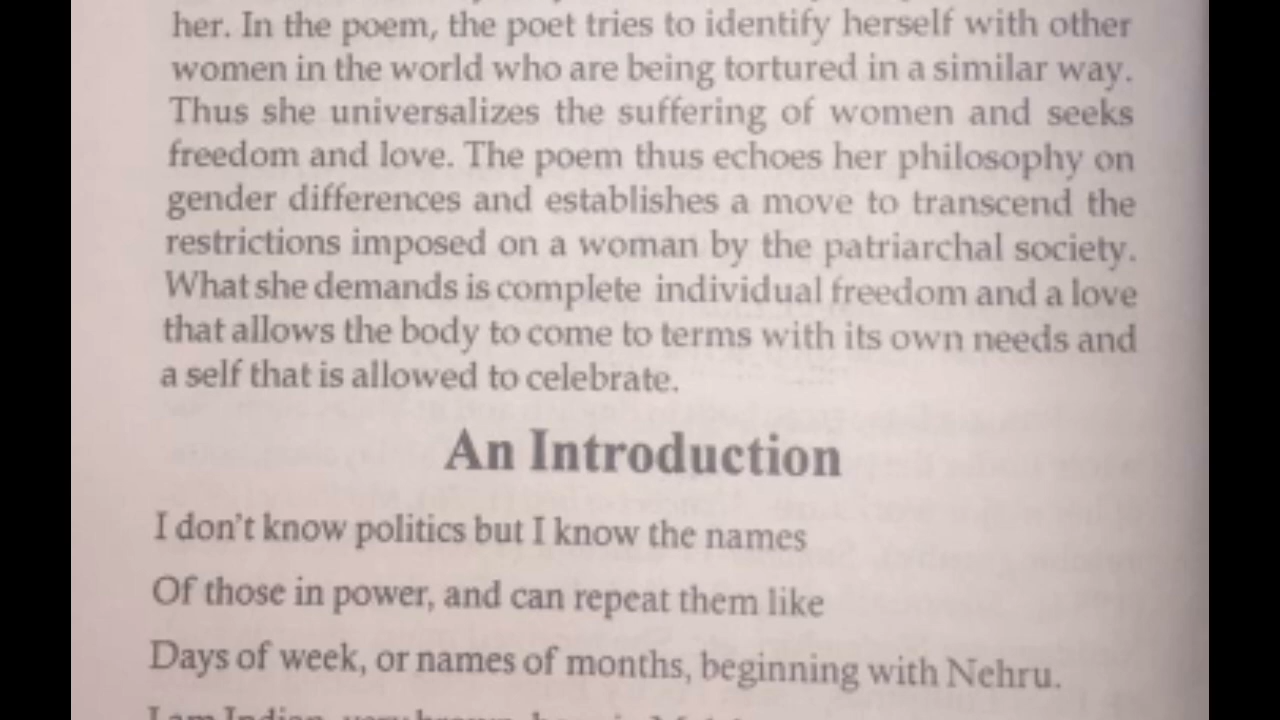 her. In the poem, the poet tries to identify herself with other
women in the world who are being tortured in a similar way.
Thus she universalizes the suffering of women and seeks
freedom and love. The poem thus echoes her philosophy on
gender differences and establishes a move to transcend the
restrictions imposed on a woman by the patriarchal society.
What she demands is complete individual freedom and a love
that allows the body to come to terms with its own needs and
a self that is allowed to celebrate.
An Introduction
I don't know politics but I know the names
Of those in power, and can repeat them like
Days of week, or names of months, beginning with Nehru.
I am Indian, very brown, born in